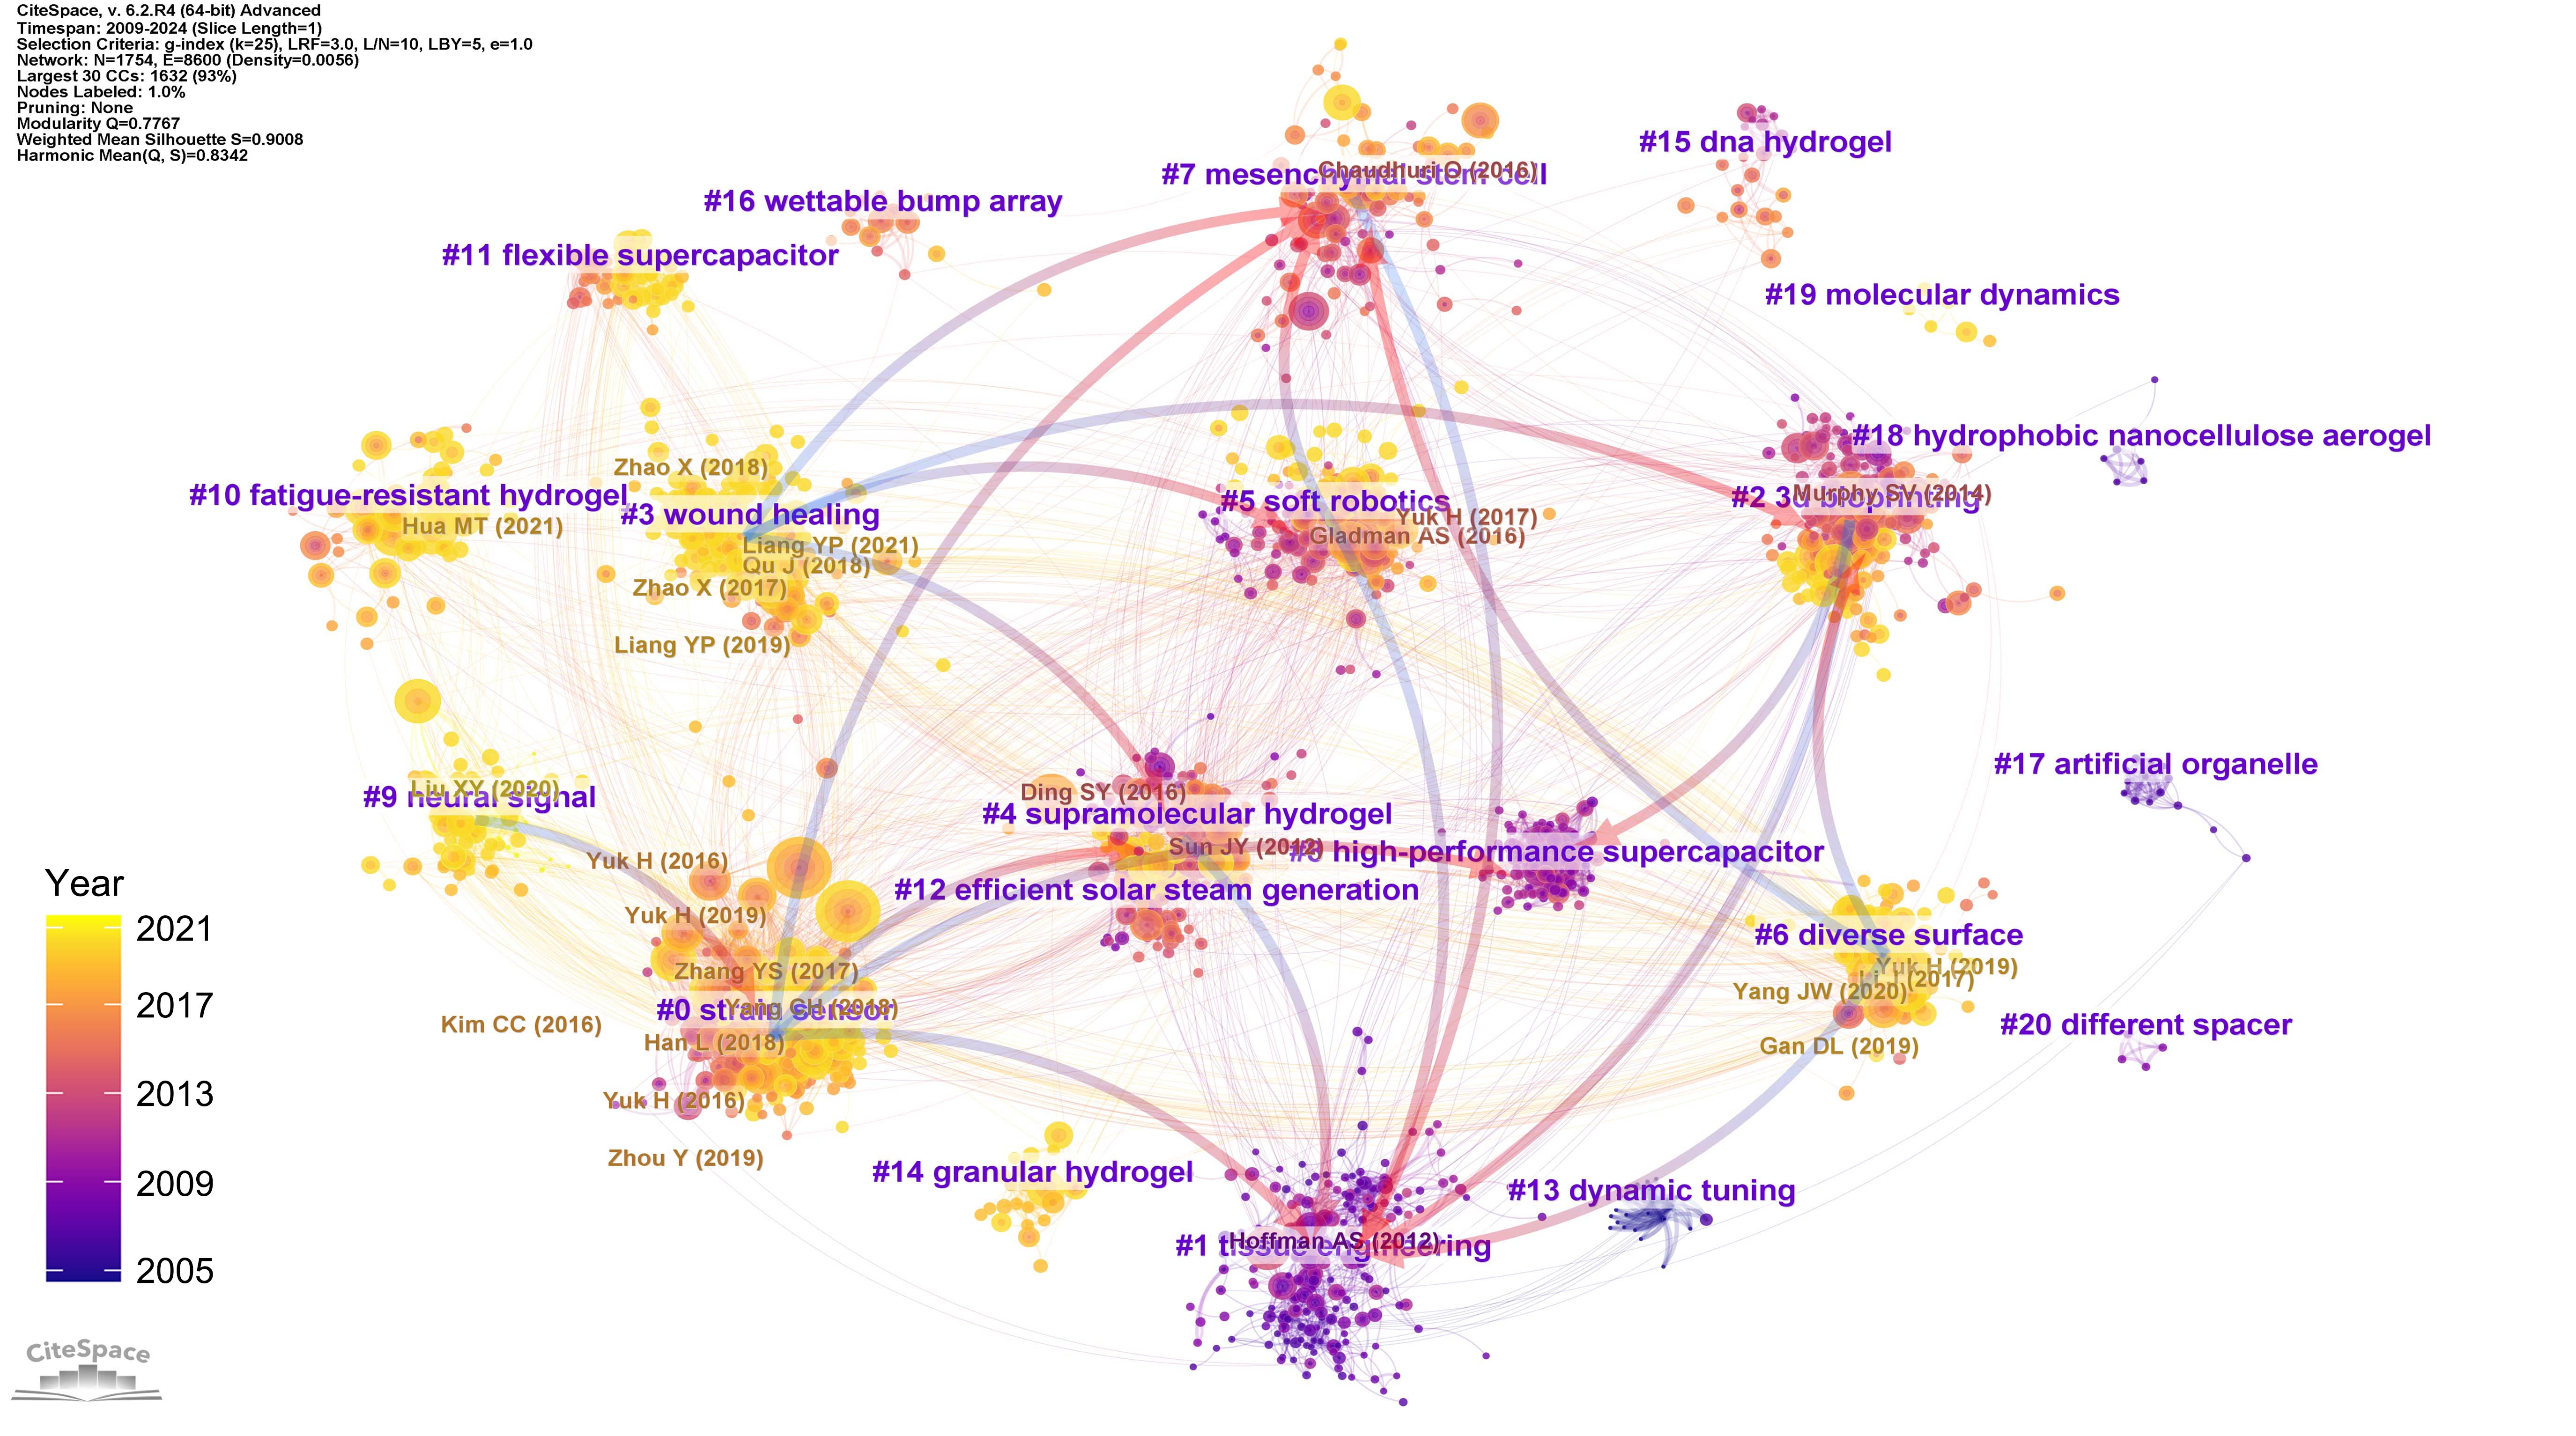 CiteSpace, v. 6.2.R4 (64-bit) Advanced
Timespan: 2009-2024 (Slice Length=1)
Selection Criteria: g-index (k=25), LRF=3.0, L/N=10, LBY=5, e=1.0
Network: N=1754, E=8600 (Density=0.0056)
Largest 30 CCs: 1632 (93%)
Nodes Labeled: 1.0%
Pruning: None
Modularity Q=0.7767
Weighted Mean Silhouette S=0.9008
Harmonic Mean(Q, S)=0.8342
#15 dna hydrogel
#7 mesenchymal stem cell
Chaudhuri O (2016)
#16 wettable bump array
#11 flexible supercapacitor
#19 molecular dynamics
#18 hydrophobic nanocellulose aerogel
Zhao X (2018)
#10 fatigue-resistant hydrogel
Hua MT (2021)
#3 wound healing
Liang YP (2021)
Qu J (2018)
Zhao X (2017)
Liang YP (2019)
#5 soft robotics
Yuk H (2017)
Gladman AS (2016)
#2 3d bioprinting
Murphy SV (2014)
#17 artificial organelle
Liu XY (2020)
#9 neural signal
Ding SY (2016)
#4 supramolecular hydrogel
Sun JY (2012)
#8 high-performance supercapacitor
#12 efficient solar steam generation
Yuk H (2016)
Yuk H (2019)
Zhang YS (2017)
#0 strain sensor
Yang CH (2018)
Kim CC (2016)
Han L (2018)
Yuk H (2016)
Zhou Y (2019)
#6 diverse surface
Yuk H (2019)
Li J (2017)
Yang JW (2020)
Gan DL (2019)
#20 different spacer
#14 granular hydrogel
#13 dynamic tuning
#1 tissue engineering
Hoffman AS (2012)
Year
2021
2017
2013
2009
2005
CiteSpace